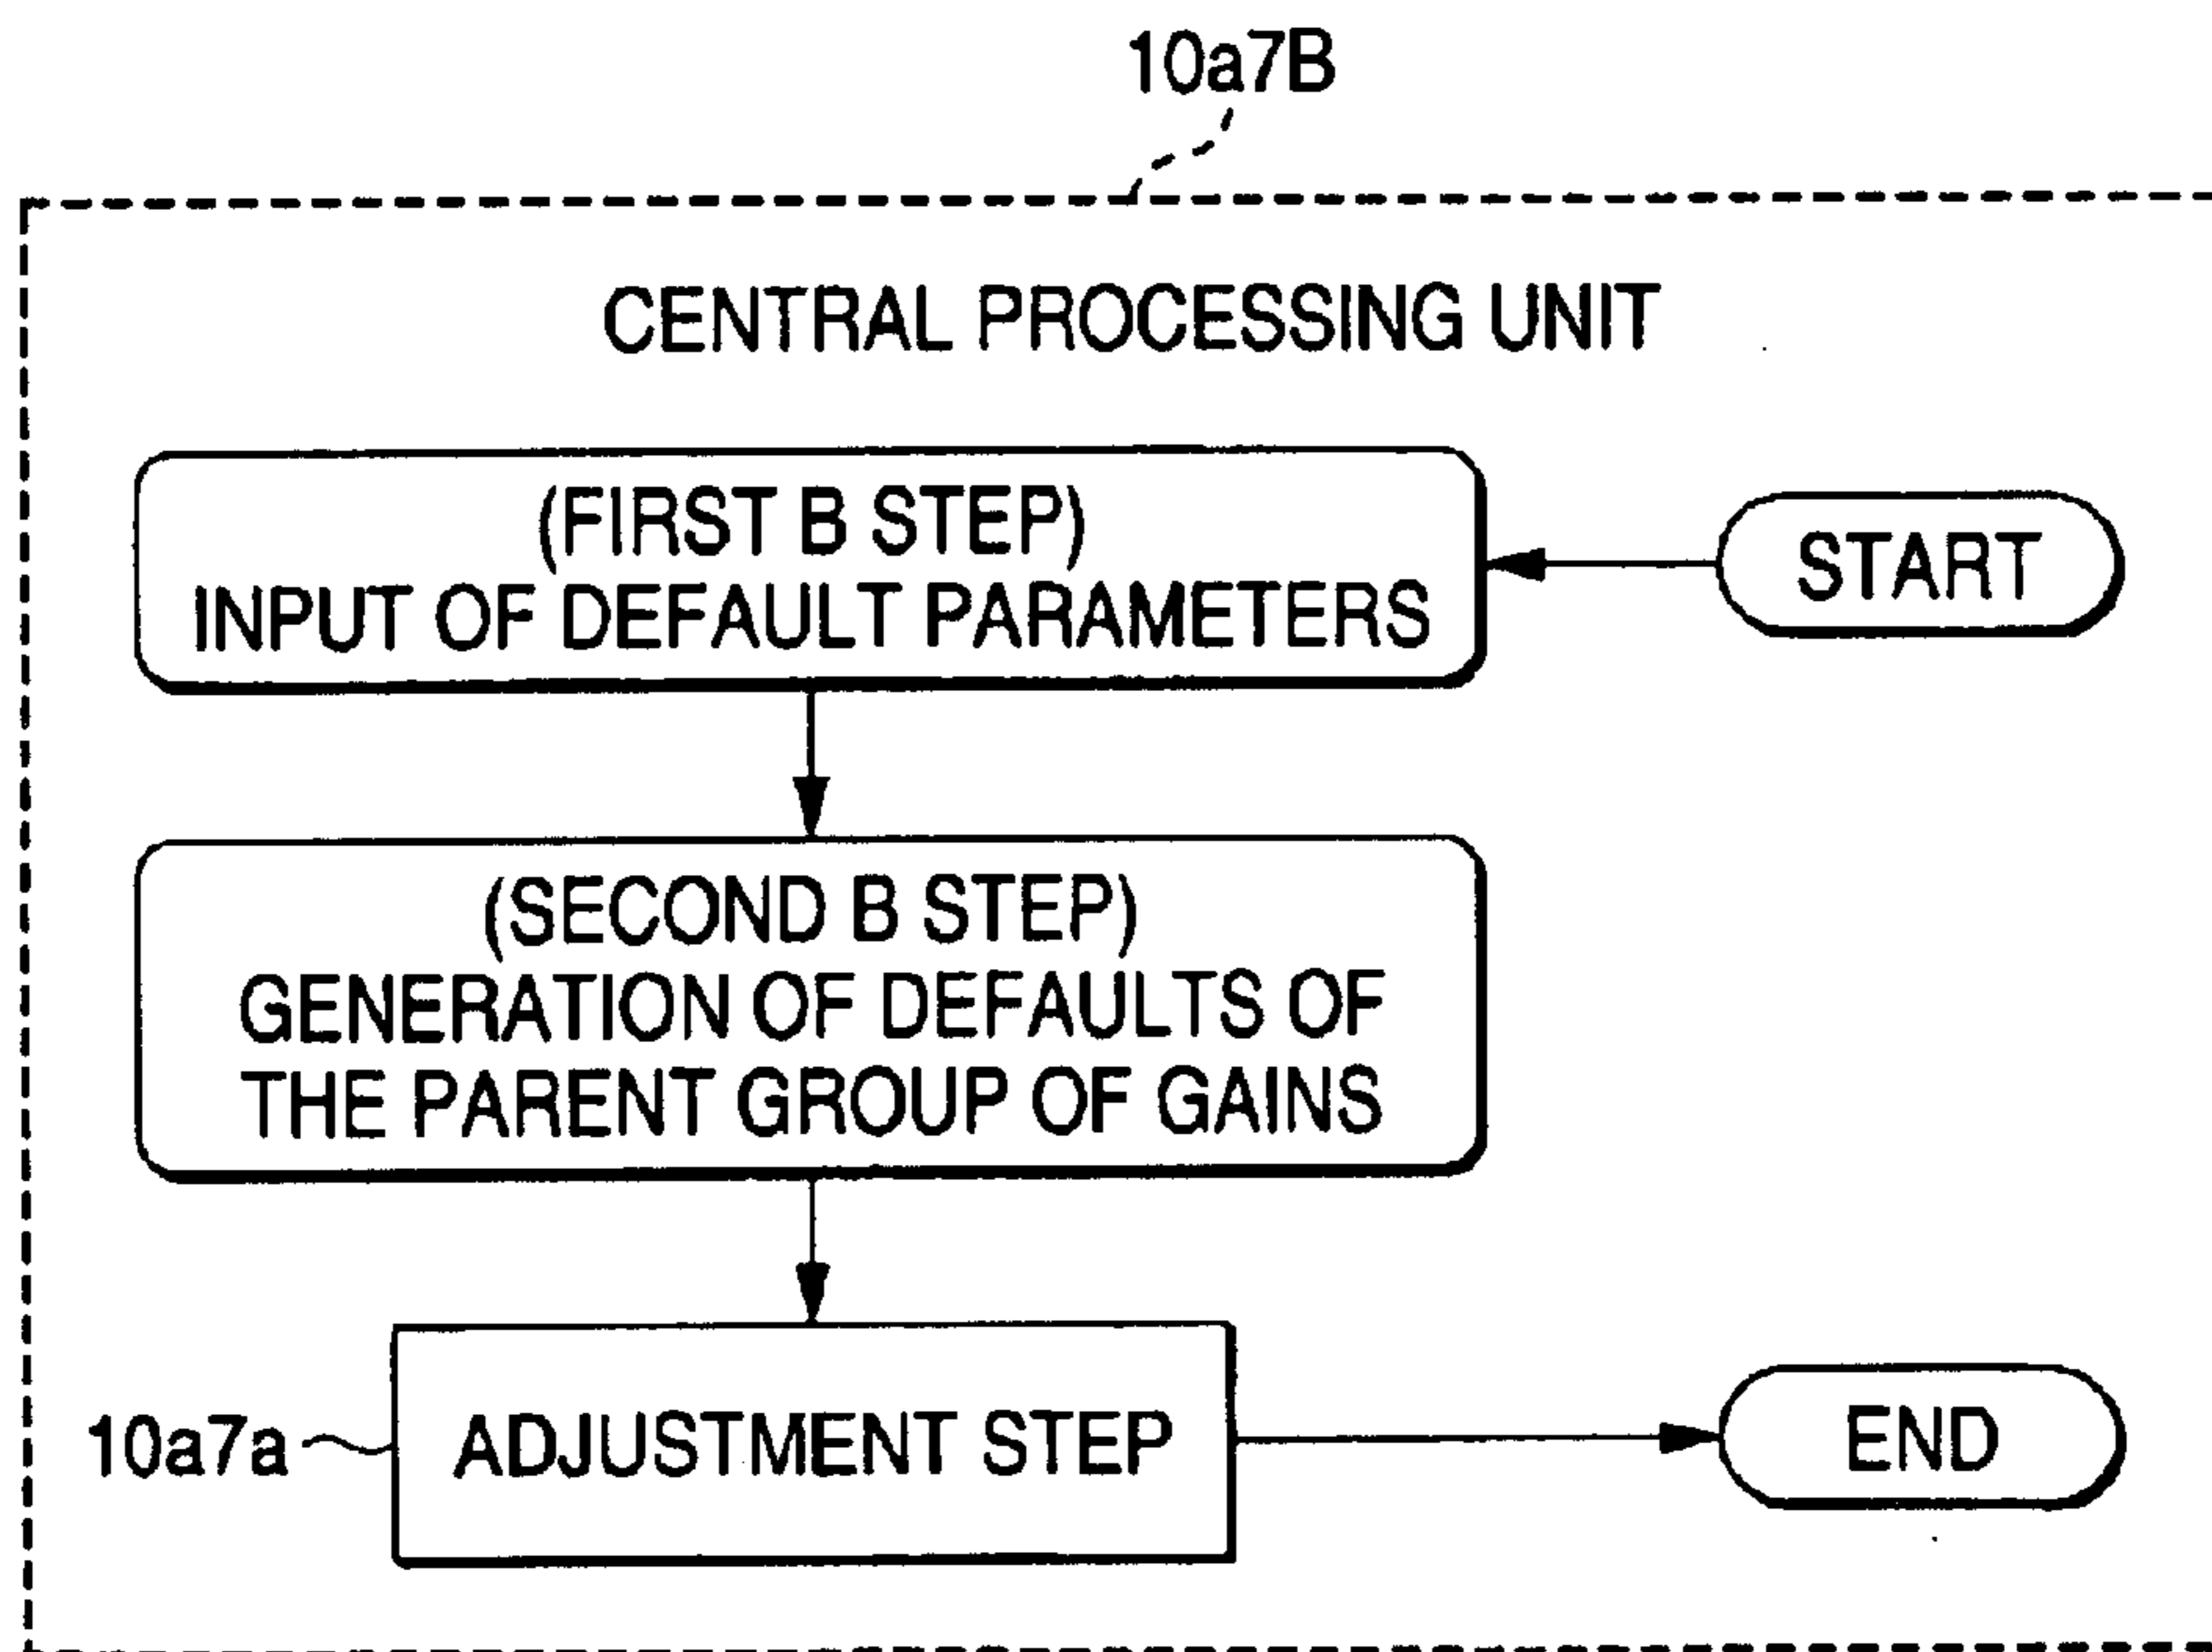 10a7B
CENTRAL PROCESSING UNIT
(FIRST B STEP)
INPUT OF DEFAULT PARAMETERS
START
(SECOND B STEP)
GENERATION OF DEFAULTS OF
THE PARENT GROUP OF GAINS
10a7a
ADJUSTMENT STEP
END